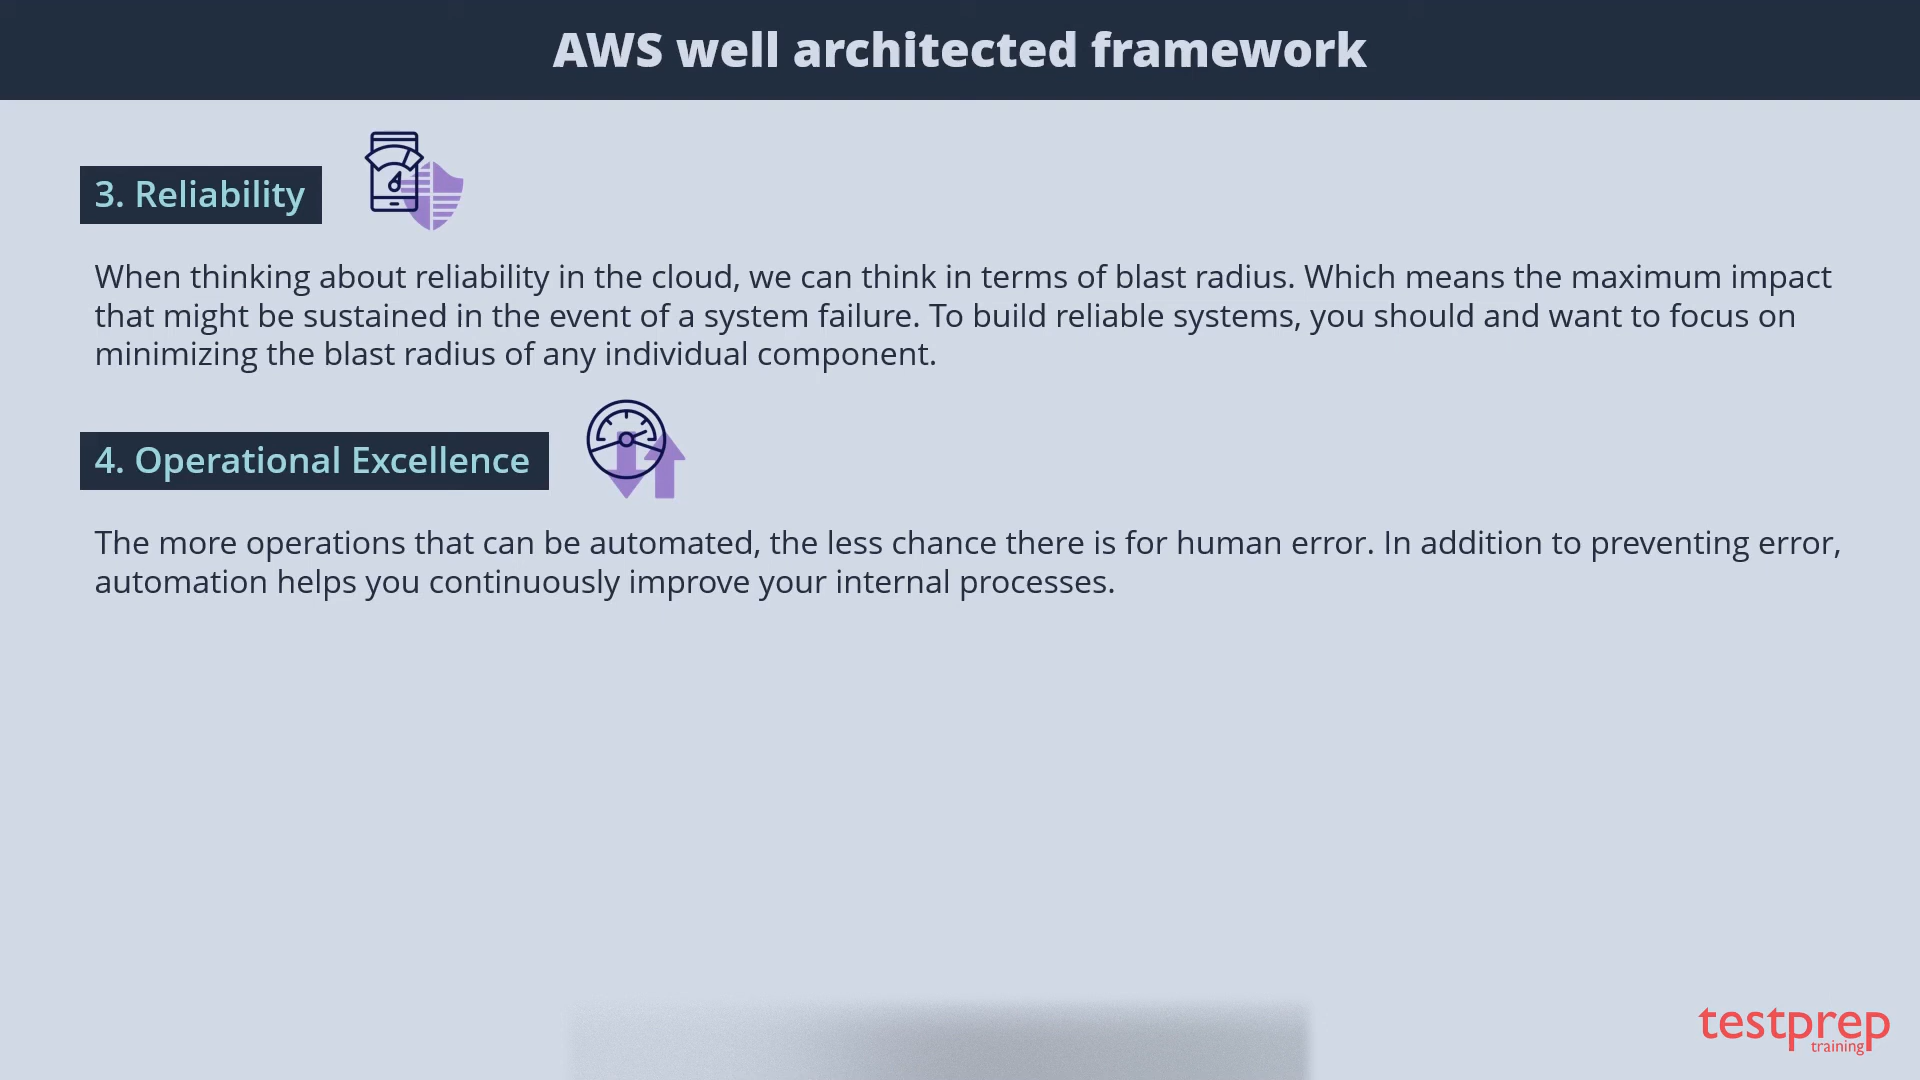 AWS well architected framework
3. Reliability
When thinking about reliability in the cloud, we can think in terms of blast radius. Which means the maximum impact
that might be sustained in the event of a system failure. To build reliable systems, you should and want to focus on
minimizing the blast radius of any individual component.
4. Operational Excellence
The more operations that can be automated, the less chance there is for human error. In addition to preventing error,
automation helps you continuously improve your internal processes.
testprep
training